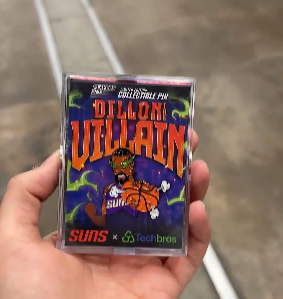 COLLECTIBLE PIN
DILLON
VILLAIN
SUNS
SUNS x Techbros